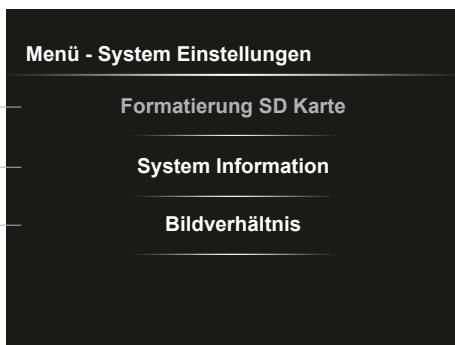 Menü - System Einstellungen
Formatierung SD Karte
System Information
Bildverhältnis